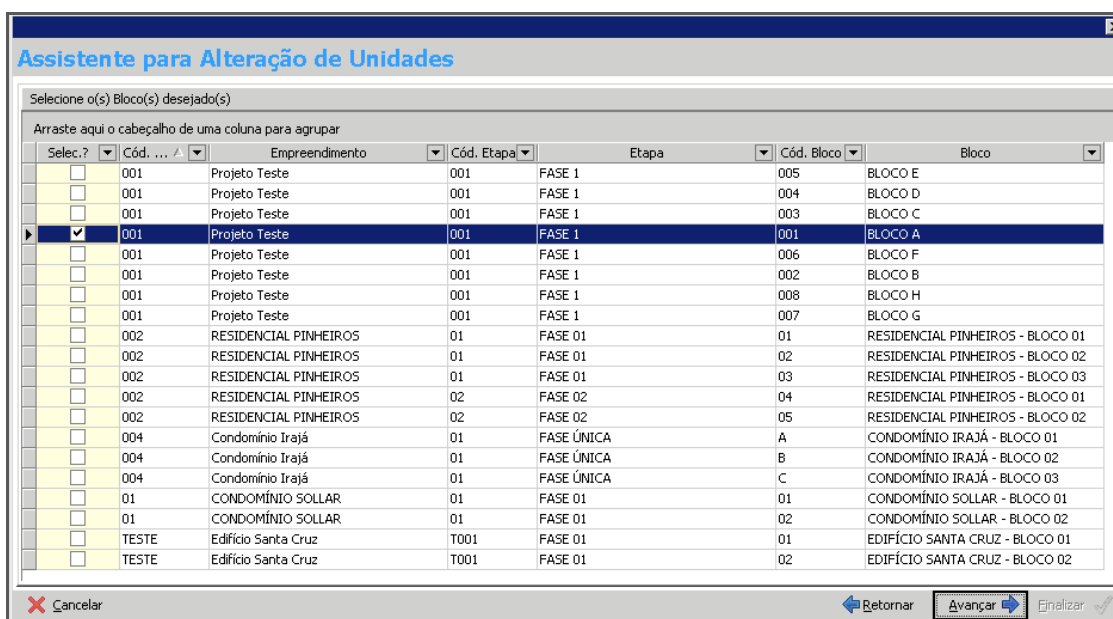 Assistente para Alteração de Unidades
Selecione o(s) Bloco(s) desejado(s)
Arraste aqui o cabeçalho de uma coluna para agrupar
Selec.? Cód. ... Empreendimento Cód. Etapa Etapa Cód. Bloco Bloco
001 Projeto Teste 001 FASE 1 005 BLOCO E
001 Projeto Teste 001 FASE 1 004 BLOCO D
001 Projeto Teste 001 FASE 1 003 BLOCO C
001 Projeto Teste 001 FASE 1 001 BLOCO A
001 Projeto Teste 001 FASE 1 006 BLOCO F
001 Projeto Teste 001 FASE 1 002 BLOCO B
001 Projeto Teste 001 FASE 1 008 BLOCO H
001 Projeto Teste 001 FASE 1 007 BLOCO G
002 RESIDENCIAL PINHEIROS 01 FASE 01 01 RESIDENCIAL PINHEIROS - BLOCO 01
002 RESIDENCIAL PINHEIROS 01 FASE 01 02 RESIDENCIAL PINHEIROS - BLOCO 02
002 RESIDENCIAL PINHEIROS 01 FASE 01 03 RESIDENCIAL PINHEIROS - BLOCO 03
002 RESIDENCIAL PINHEIROS 02 FASE 02 04 RESIDENCIAL PINHEIROS - BLOCO 01
002 RESIDENCIAL PINHEIROS 02 FASE 02 05 RESIDENCIAL PINHEIROS - BLOCO 02
004 Condomínio Irajá 01 FASE ÚNICA A CONDOMÍNIO IRAJÁ - BLOCO 01
004 Condomínio Irajá 01 FASE ÚNICA B CONDOMÍNIO IRAJÁ - BLOCO 02
004 Condomínio Irajá 01 FASE ÚNICA C CONDOMÍNIO IRAJÁ - BLOCO 03
01 CONDOMÍNIO SOLLAR 01 FASE 01 01 CONDOMÍNIO SOLLAR - BLOCO 01
01 CONDOMÍNIO SOLLAR 01 FASE 01 02 CONDOMÍNIO SOLLAR - BLOCO 02
TESTE Edifício Santa Cruz T001 FASE 01 01 EDIFÍCIO SANTA CRUZ - BLOCO 01
TESTE Edifício Santa Cruz T001 FASE 01 02 EDIFÍCIO SANTA CRUZ - BLOCO 02
Cancelar Retornar Avançar Finalizar